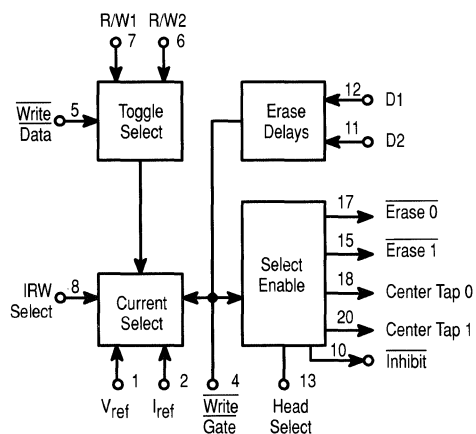 R/W1 R/W2
7 6
Write
Data
5
Toggle
Select
Erase
Delays
12 D1
11 D2
IRW
Select
8
Current
Select
Select
Enable
17 Erase 0
15 Erase 1
18 Center Tap 0
20 Center Tap 1
10 Inhibit
1 2 4 13
Vref Iref Write
Gate
Head
Select